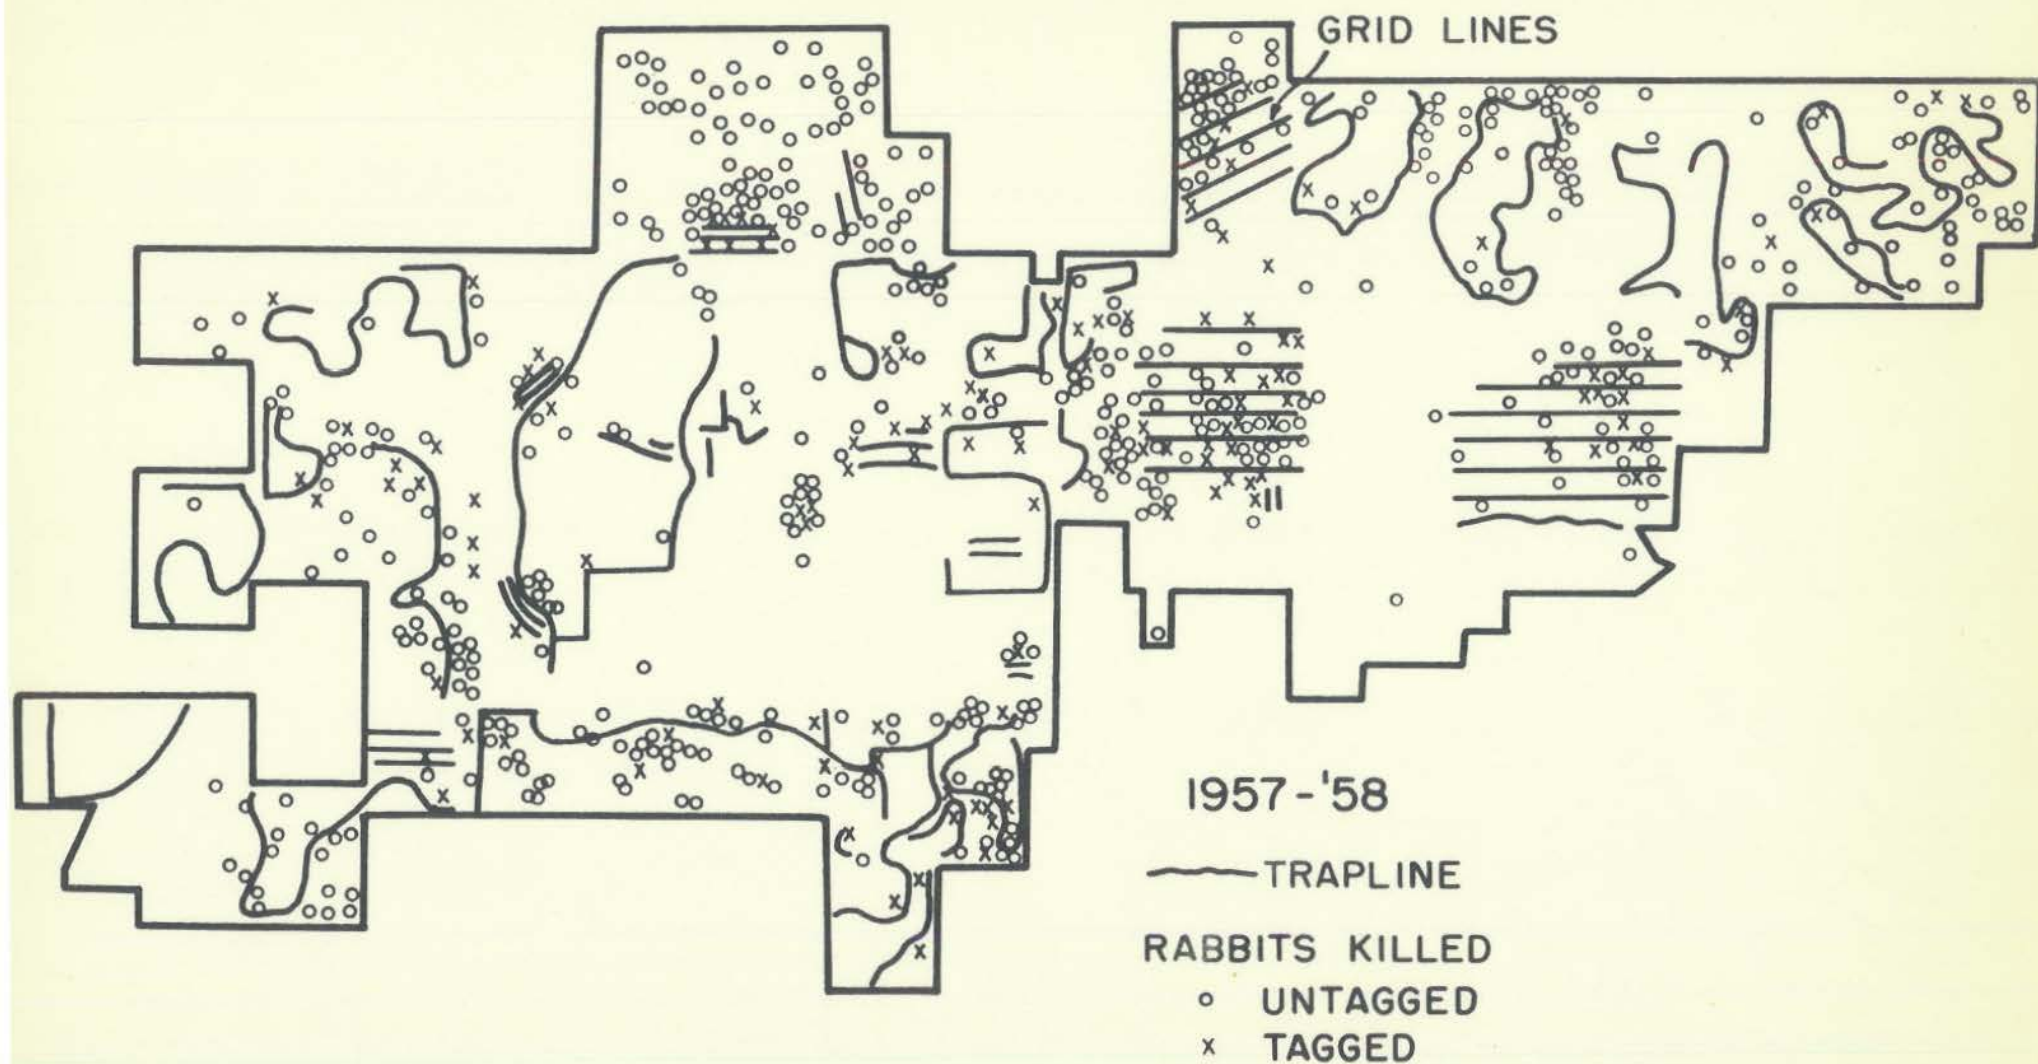 GRID LINES
1957-'58
TRAPLINE
RABBITS KILLED
o UNTAGGED
x TAGGED